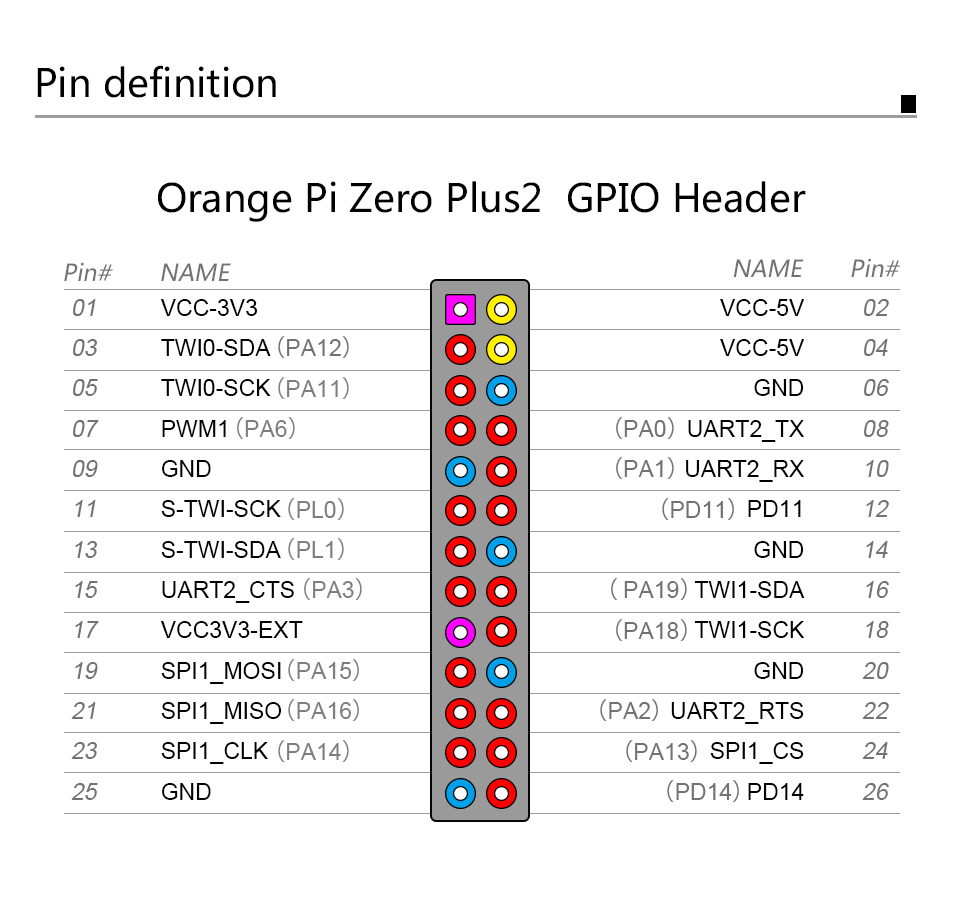 Pin definition
Orange Pi Zero Plus2 GPIO Header
Pin# NAME NAME Pin#
01 VCC-3V3 VCC-5V 02
03 TWI0-SDA (PA12) VCC-5V 04
05 TWI0-SCK (PA11) GND 06
07 PWM1 (PA6) (PA0) UART2_TX 08
09 GND (PA1) UART2_RX 10
11 S-TWI-SCK (PL0) (PD11) PD11 12
13 S-TWI-SDA (PL1) GND 14
15 UART2_CTS (PA3) ( PA19) TWI1-SDA 16
17 VCC3V3-EXT (PA18) TWI1-SCK 18
19 SPI1_MOSI (PA15) GND 20
21 SPI1_MISO (PA16) (PA2) UART2_RTS 22
23 SPI1_CLK (PA14) (PA13) SPI1_CS 24
25 GND (PD14) PD14 26